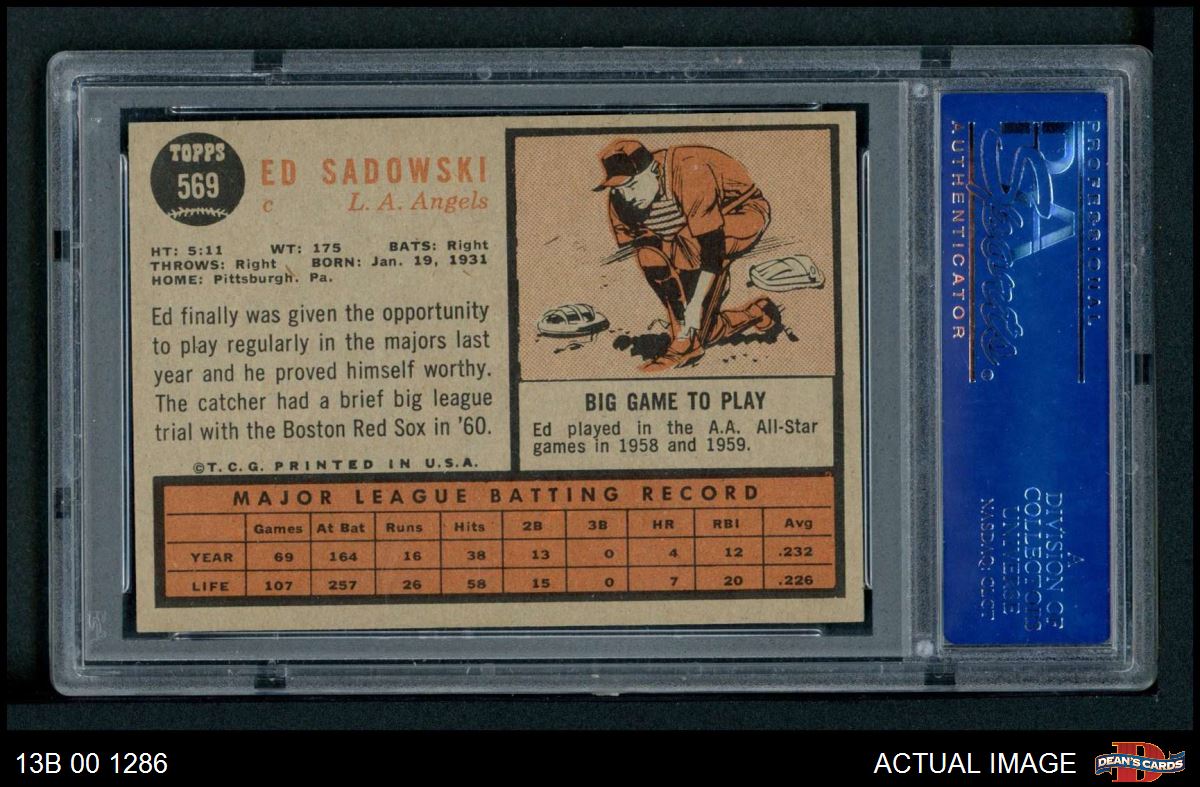 TOPPS
569
ED SADOWSKI
c L. A. Angels
HT: 5:11 WT: 175 BATS: Right
THROWS: Right BORN: Jan. 19, 1931
HOME: Pittsburgh. Pa.
Ed finally was given the opportunity
to play regularly in the majors last
year and he proved himself worthy.
The catcher had a brief big league
trial with the Boston Red Sox in '60.
©T.C.G. PRINTED IN U.S.A.
BIG GAME TO PLAY
Ed played in the A.A. All-Star
games in 1958 and 1959.
MAJOR LEAGUE BATTING RECORD
Games At Bat Runs Hits 2B 3B HR RBI Avg
YEAR 69 164 16 38 13 0 4 12 .232
LIFE 107 257 26 58 15 0 7 20 .226
PROFESSIONAL
PSA
Sports
AUTHENTICATOR
A
DIVISION OF
COLLECTORS
UNIVERSE
NASDAQ: CLCT
13B 00 1286
ACTUAL IMAGE
D
DEAN'S CARDS